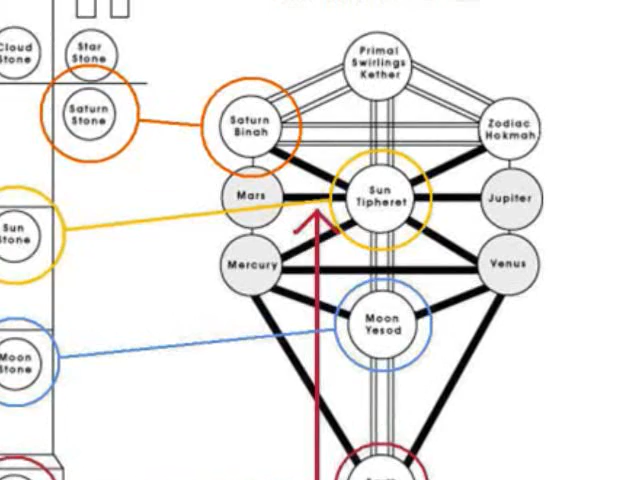 Cloud
Stone
Star
Stone
Saturn
Stone
Sun
Stone
Moon
Stone
Primal
Swirlings
Kether
Saturn
Binah
Zodiac
Hokmah
Mars
Sun
Tipheret
Jupiter
Mercury
Venus
Moon
Yesod